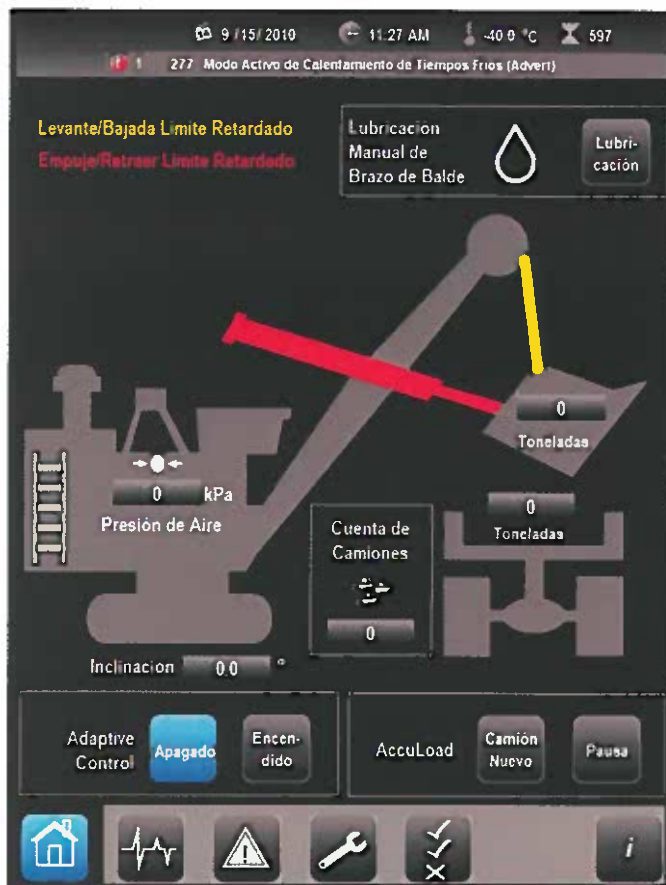 9 /15/ 2010 11:27 AM -40.0 °C 597
1 277 Modo Activo de Calentamiento de Tiempos Frios (Advert)
Levante/Bajada Limite Retardado
Empuje/Retraer Limite Retardado
Lubricación
Manual de
Brazo de Balde
Lubri-
cación
0
Toneladas
0
Toneladas
0 kPa
Presión de Aire
Cuenta de
Camiones
0
Inclinacion 0.0 °
Adaptive
Control
Apagado
Encen-
dido
AccuLoad
Camión
Nuevo
Pausa
i